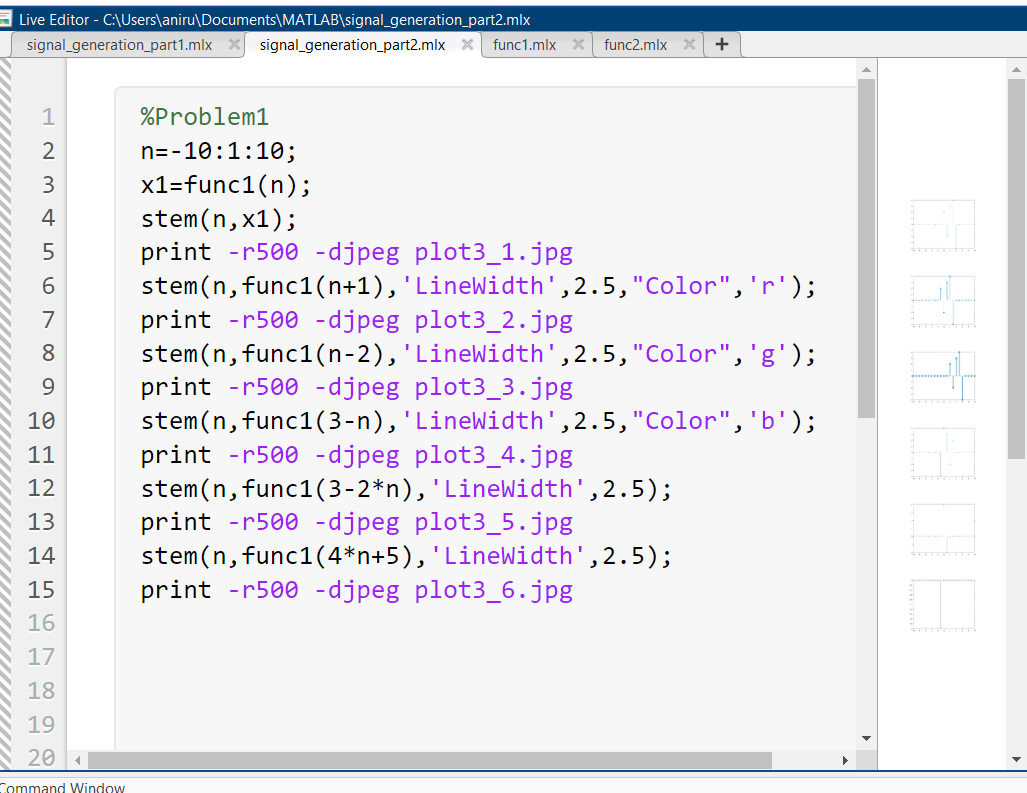 Live Editor - C:\Users\aniru\Documents\MATLAB\signal_generation_part2.mlx
signal_generation_part1.mlx signal_generation_part2.mlx func1.mlx func2.mlx +
1 %Problem1
2 n=-10:1:10;
3 x1=func1(n);
4 stem(n,x1);
5 print -r500 -djpeg plot3_1.jpg
6 stem(n,func1(n+1),'LineWidth',2.5,"Color",'r');
7 print -r500 -djpeg plot3_2.jpg
8 stem(n,func1(n-2),'LineWidth',2.5,"Color",'g');
9 print -r500 -djpeg plot3_3.jpg
10 stem(n,func1(3-n),'LineWidth',2.5,"Color",'b');
11 print -r500 -djpeg plot3_4.jpg
12 stem(n,func1(3-2*n),'LineWidth',2.5);
13 print -r500 -djpeg plot3_5.jpg
14 stem(n,func1(4*n+5),'LineWidth',2.5);
15 print -r500 -djpeg plot3_6.jpg
16
17
18
19
20
Command Window